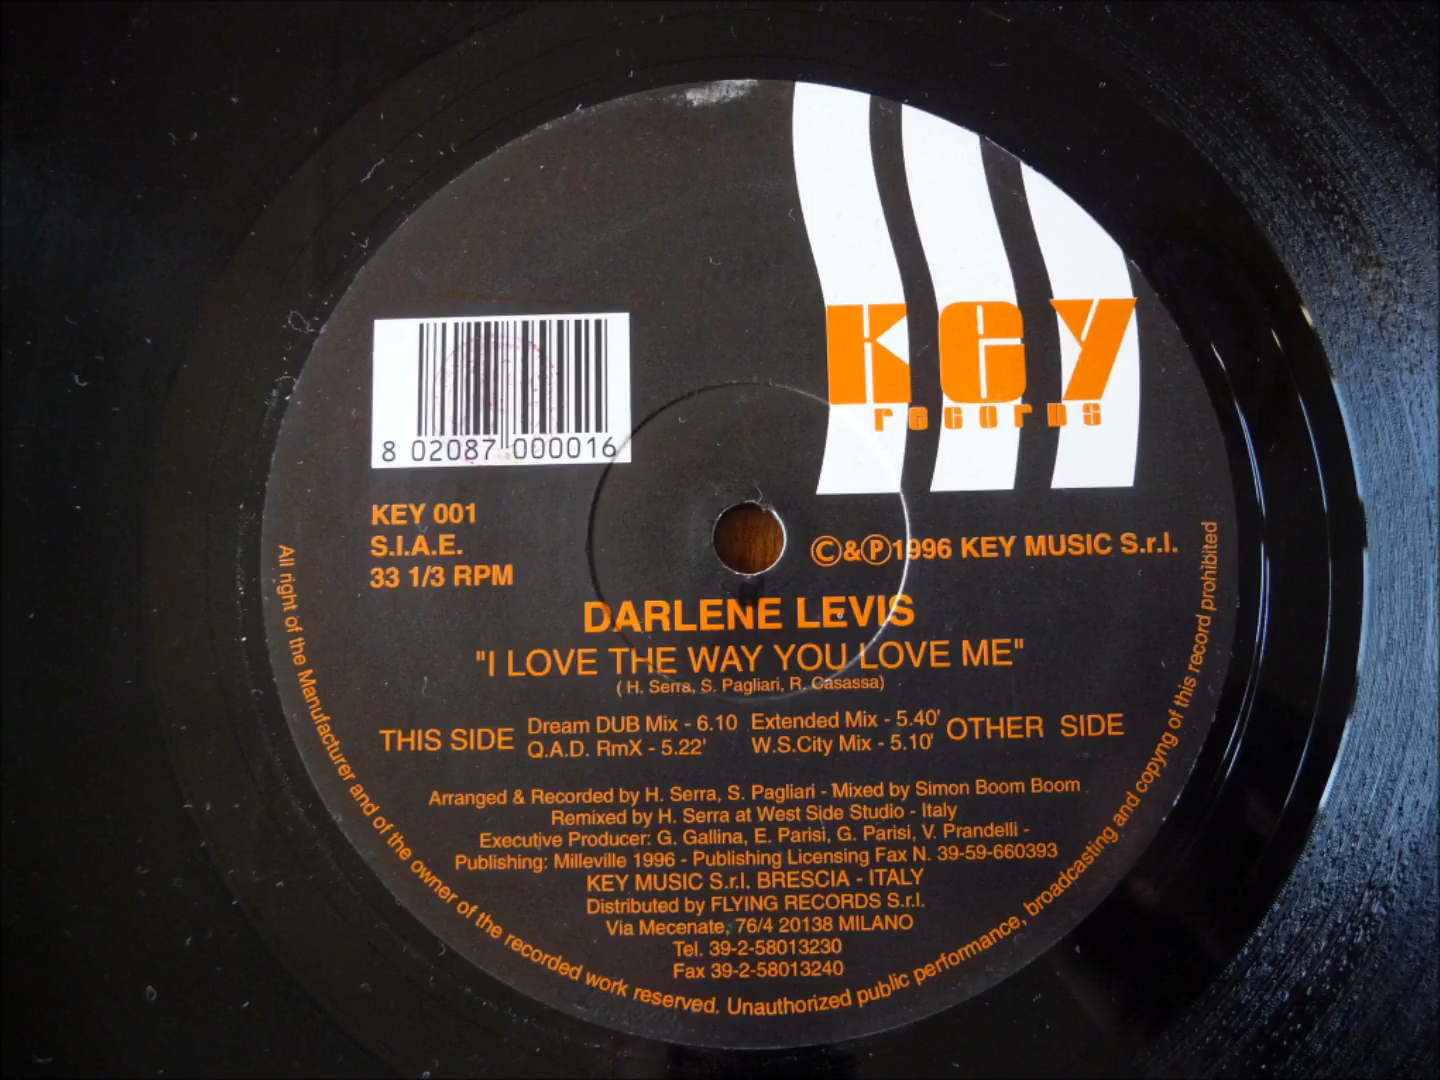 key
records
8 02087 000016
KEY 001
S.I.A.E.
33 1/3 RPM
©&℗1996 KEY MUSIC S.r.l.
DARLENE LEVIS
"I LOVE THE WAY YOU LOVE ME"
( H. Serra, S. Pagliari, R. Casassa)
THIS SIDE
Dream DUB Mix - 6.10
Q.A.D. RmX - 5.22'
Extended Mix - 5.40'
W.S.City Mix - 5.10'
OTHER SIDE
Arranged & Recorded by H. Serra, S. Pagliari - Mixed by Simon Boom Boom
Remixed by H. Serra at West Side Studio - Italy
Executive Producer: G. Gallina, E. Parisi, G. Parisi, V. Prandelli -
Publishing: Milleville 1996 - Publishing Licensing Fax N. 39-59-660393
KEY MUSIC S.r.l. BRESCIA - ITALY
Distributed by FLYING RECORDS S.r.l.
Via Mecenate, 76/4 20138 MILANO
Tel. 39-2-58013230
Fax 39-2-58013240
All right of the Manufacturer and of the owner of the recorded work reserved. Unauthorized public performance, broadcasting and copyng of this record prohibited